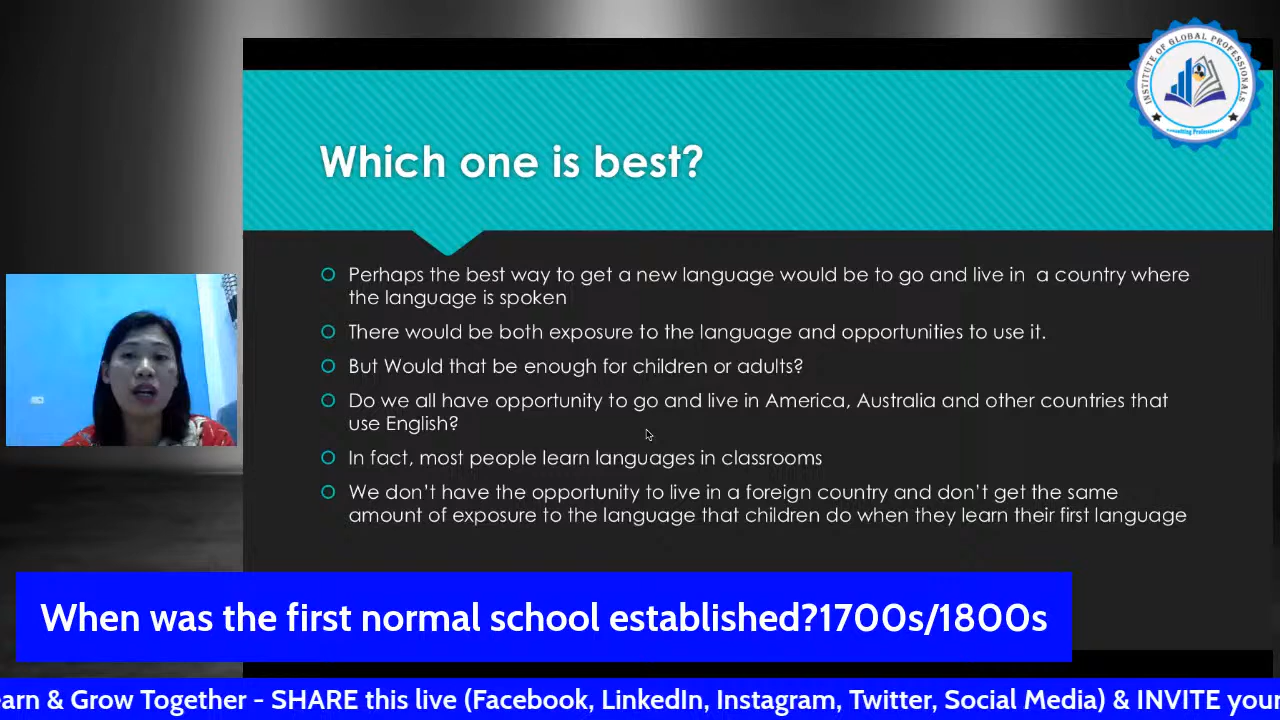 INSTITUTE OF GLOBAL PROFESSIONALS
Consulting Professionals
Which one is best?
Perhaps the best way to get a new language would be to go and live in a country where
the language is spoken
There would be both exposure to the language and opportunities to use it.
But Would that be enough for children or adults?
Do we all have opportunity to go and live in America, Australia and other countries that
use English?
In fact, most people learn languages in classrooms
We don't have the opportunity to live in a foreign country and don't get the same
amount of exposure to the language that children do when they learn their first language
When was the first normal school established?1700s/1800s
earn & Grow Together - SHARE this live (Facebook, LinkedIn, Instagram, Twitter, Social Media) & INVITE your